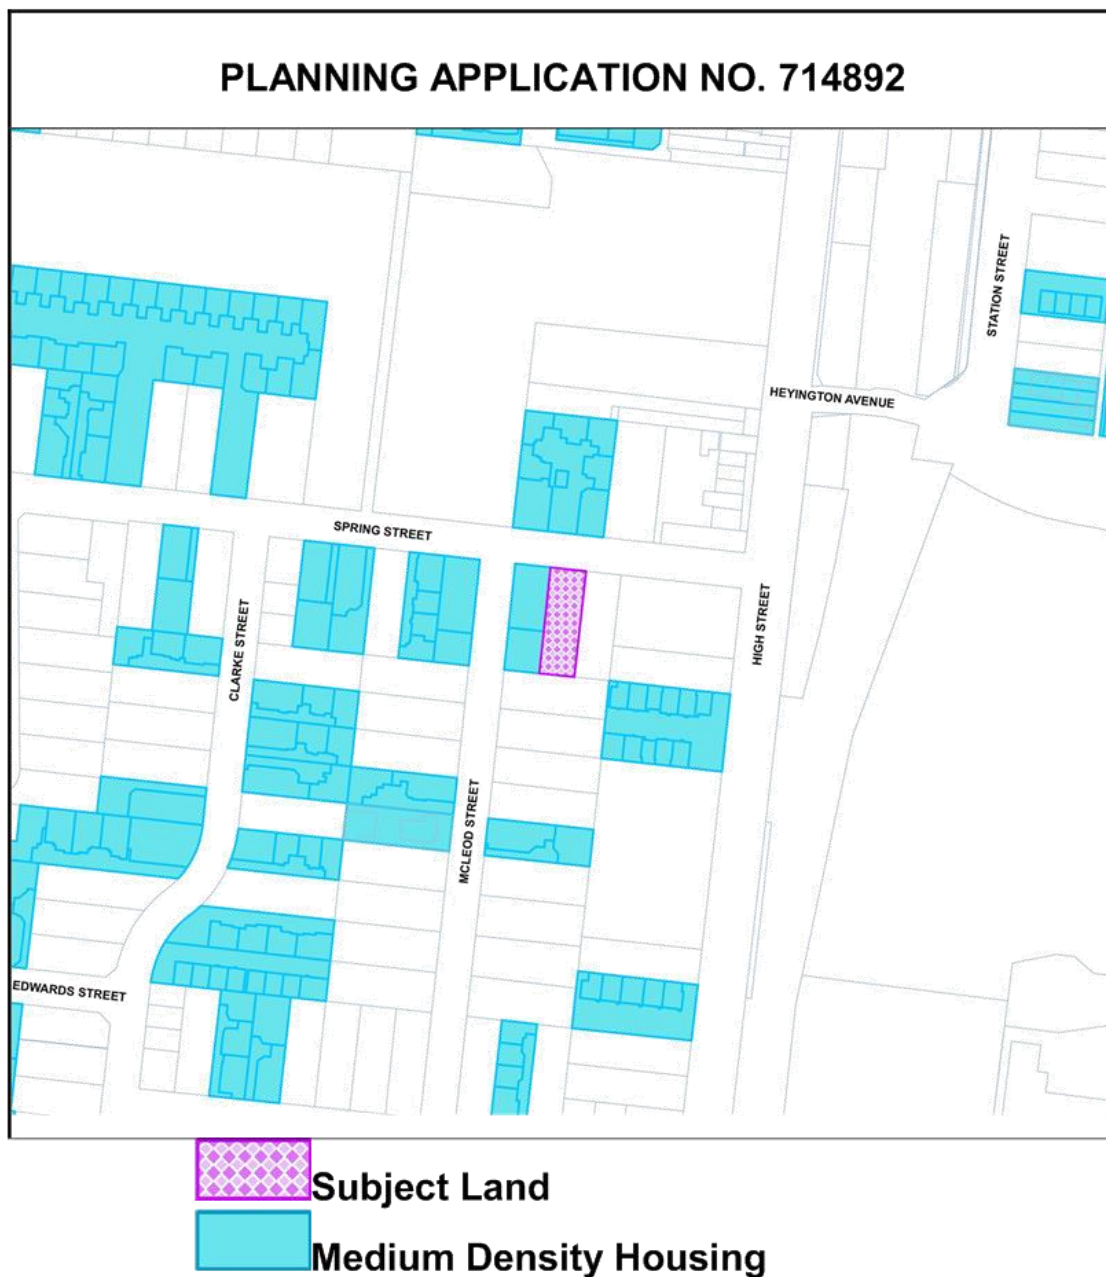 PLANNING APPLICATION NO. 714892
STATION STREET
HEYINGTON AVENUE
SPRING STREET
HIGH STREET
CLARKE STREET
MCLEOD STREET
EDWARDS STREET
Subject Land
Medium Density Housing